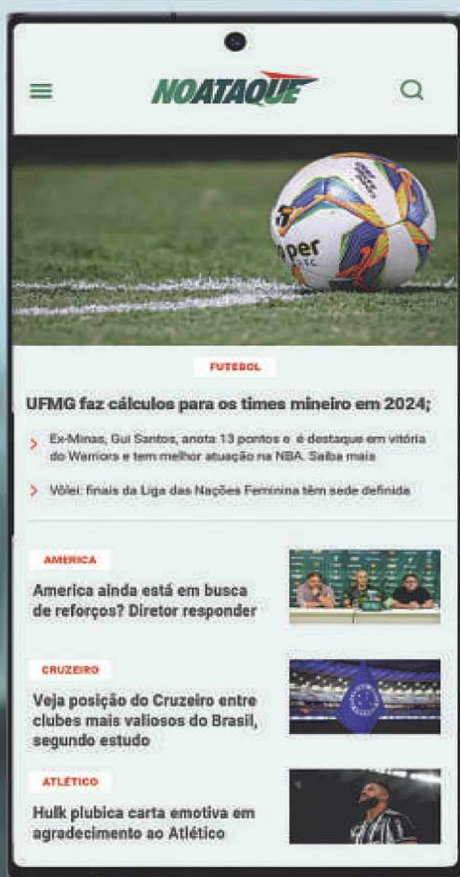 NOATAQUE
per
FUTEBOL
UFMG faz cálculos para os times mineiro em 2024;
Ex-Minas, Gui Santos, anota 13 pontos e é destaque em vitória
do Warriors e tem melhor atuação na NBA. Saiba mais
Vôlei: finais da Liga das Nações Feminina têm sede definida
AMERICA
America ainda está em busca
de reforços? Diretor responder
CRUZEIRO
Veja posição do Cruzeiro entre
clubes mais valiosos do Brasil,
segundo estudo
ATLÉTICO
Hulk plubica carta emotiva em
agradecimento ao Atlético